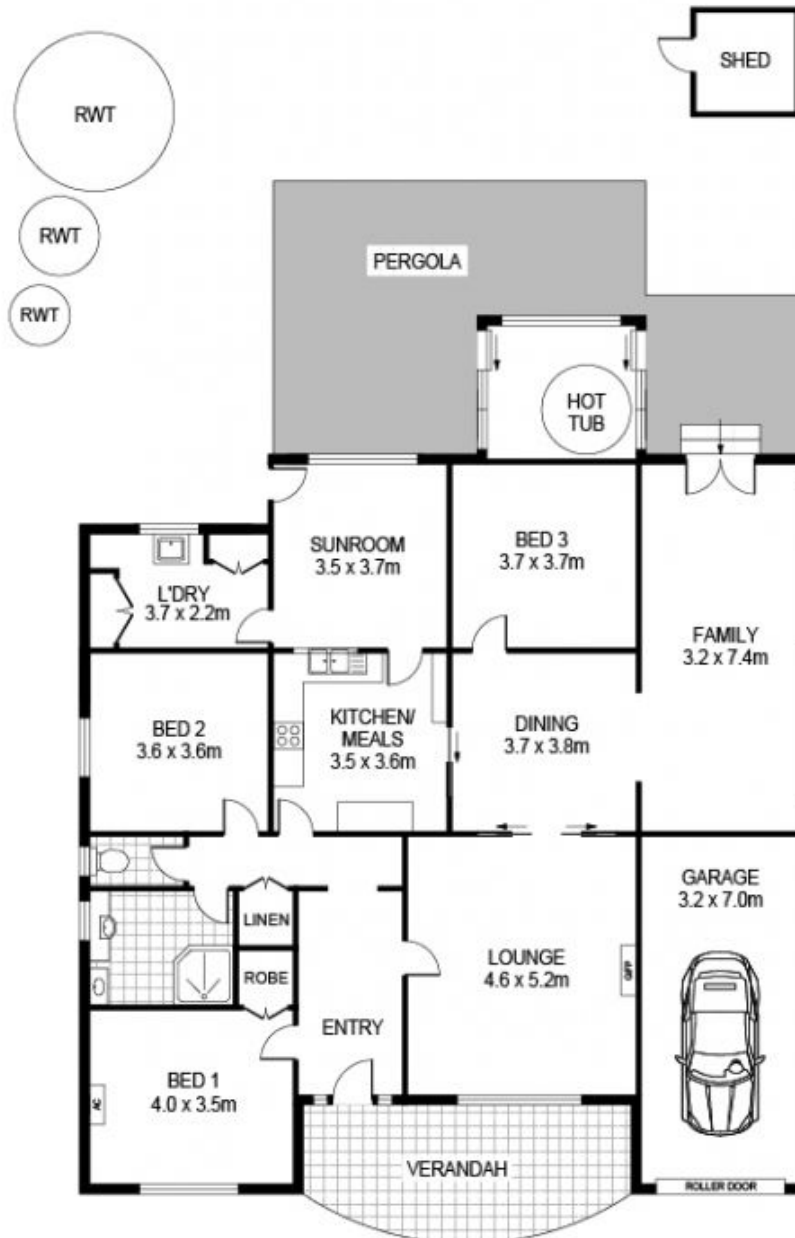 SHED
RWT
RWT
RWT
PERGOLA
HOT
TUB
SUNROOM
3.5 x 3.7m
BED 3
3.7 x 3.7m
L'DRY
3.7 x 2.2m
FAMILY
3.2 x 7.4m
BED 2
3.6 x 3.6m
KITCHEN/
MEALS
3.5 x 3.6m
DINING
3.7 x 3.8m
GARAGE
3.2 x 7.0m
LINEN
LOUNGE
4.6 x 5.2m
GFP
ROBE
ENTRY
BED 1
4.0 x 3.5m
AC
VERANDAH
ROLLER DOOR